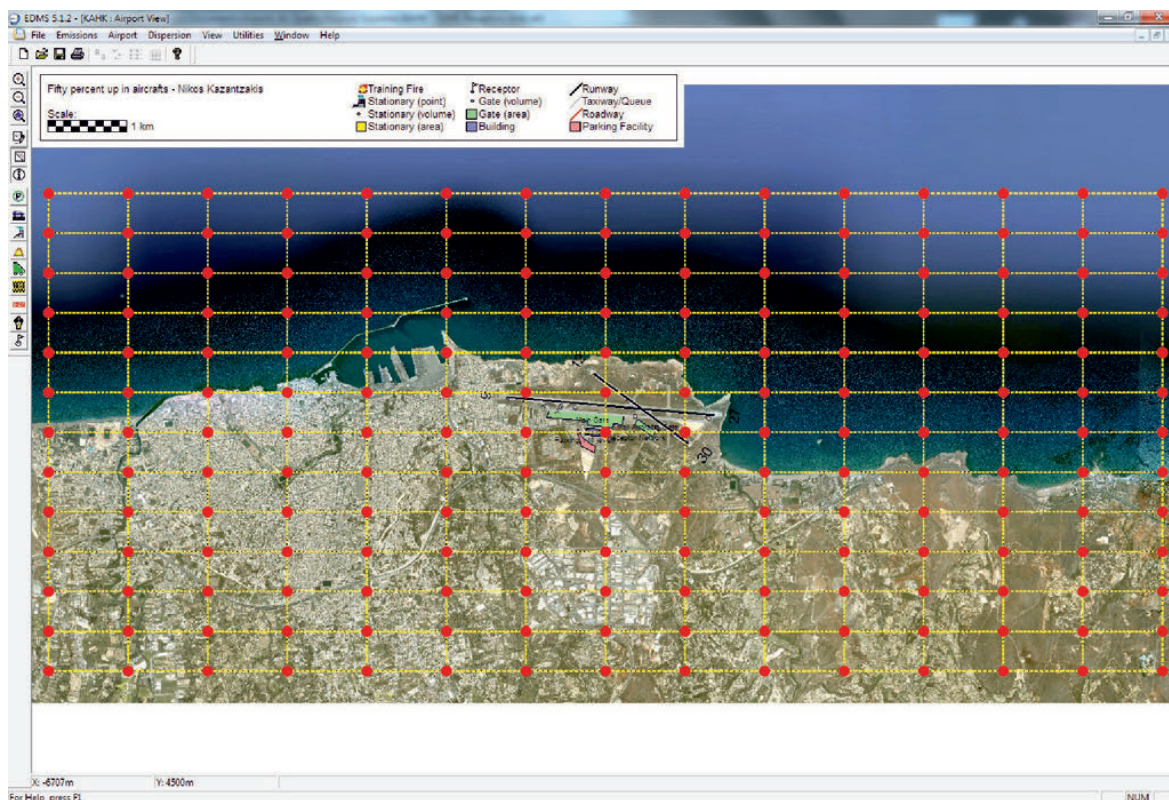 EDMS 5.1.2 - [KAHK : Airport View]
File Emissions Airport Dispersion View Utilities Window Help
Fifty percent up in aircrafts - Nikos Kazantzakis
Scale:
1 km
Training Fire
Stationary (point)
Stationary (volume)
Stationary (area)
Receptor
Gate (volume)
Gate (area)
Building
Runway
Taxiway/Queue
Roadway
Parking Facility
27
30
X: -6707m Y: 4500m
For Help, press F1 NUM